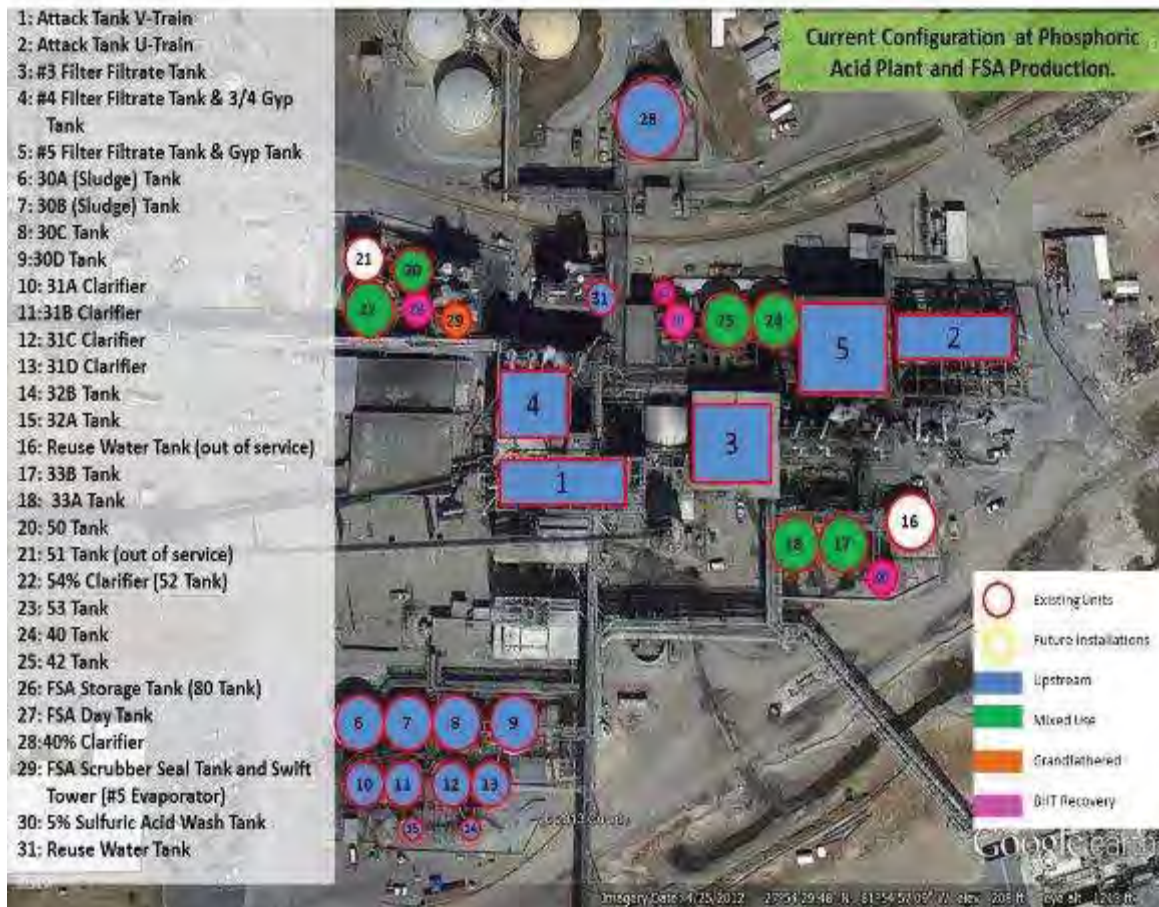 1: Attack Tank V-Train
2: Attack Tank U-Train
3: #3 Filter Filtrate Tank
4: #4 Filter Filtrate Tank & 3/4 Gyp
Tank
5: #5 Filter Filtrate Tank & Gyp Tank
6: 30A (Sludge) Tank
7: 30B (Sludge) Tank
8: 30C Tank
9:30D Tank
10: 31A Clarifier
11:31B Clarifier
12: 31C Clarifier
13: 31D Clarifier
14: 32B Tank
15: 32A Tank
16: Reuse Water Tank (out of service)
17: 33B Tank
18: 33A Tank
20: 50 Tank
21: 51 Tank (out of service)
22: 54% Clarifier (52 Tank)
23: 53 Tank
24: 40 Tank
25: 42 Tank
26: FSA Storage Tank (80 Tank)
27: FSA Day Tank
28:40% Clarifier
29: FSA Scrubber Seal Tank and Swift
Tower (#5 Evaporator)
30: 5% Sulfuric Acid Wash Tank
31: Reuse Water Tank
Current Configuration at Phosphoric
Acid Plant and FSA Production.
28
21
20
22
29
31
25
24
5
2
4
3
1
16
18
17
6
7
8
9
10
11
12
13
15
14
Existing Units
Future Installations
Upstream
Mixed Use
Grandfathered
BHT Recovery
Google earth
Imagery Date: 4/25/2012